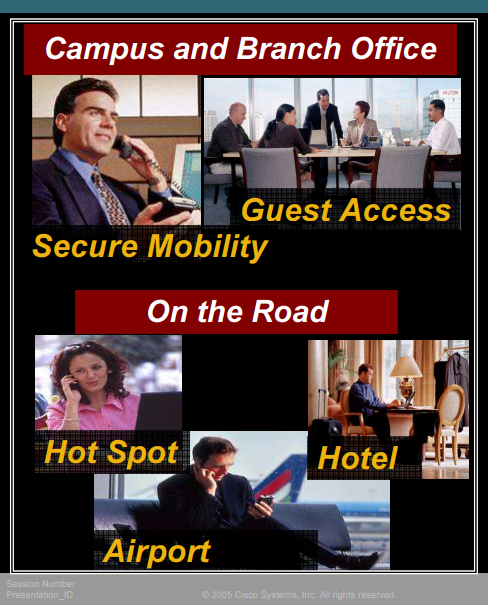 Campus and Branch Office
HILTON
Guest Access
Secure Mobility
On the Road
Hot Spot
Hotel
Airport
Session Number
Presentation_ID
© 2005 Cisco Systems, Inc. All rights reserved.